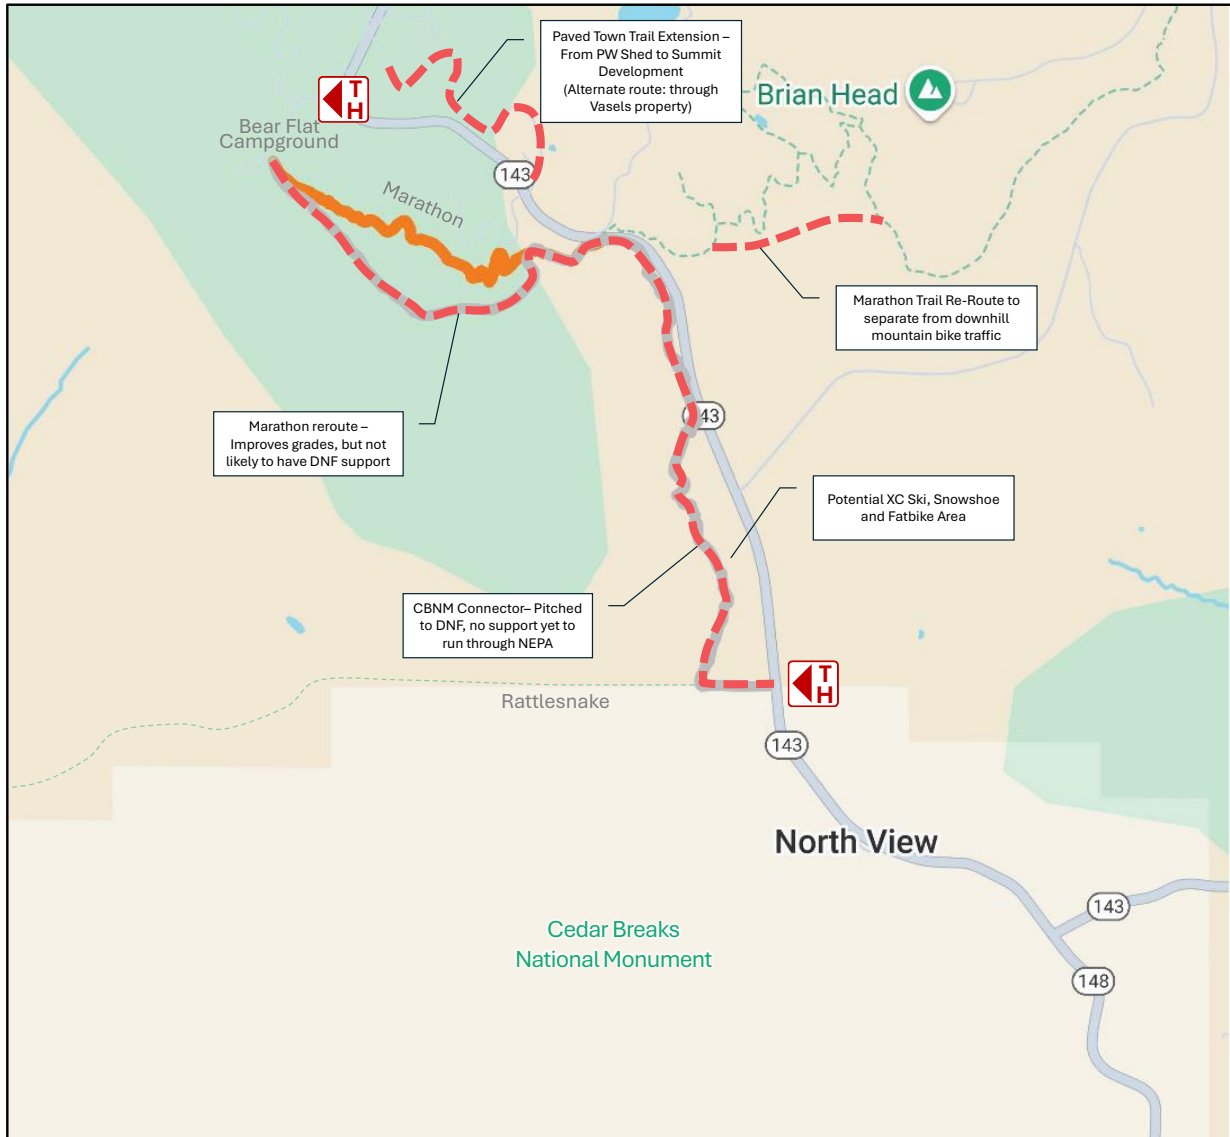 Paved Town Trail Extension –
From PW Shed to Summit
Development
(Alternate route: through
Vasels property)
T
H
Brian Head
Bear Flat
Campground
143
Marathon
Marathon Trail Re-Route to
separate from downhill
mountain bike traffic
143
Marathon reroute –
Improves grades, but not
likely to have DNF support
Potential XC Ski, Snowshoe
and Fatbike Area
CBNM Connector– Pitched
to DNF, no support yet to
run through NEPA
T
H
Rattlesnake
143
North View
143
Cedar Breaks
National Monument
148